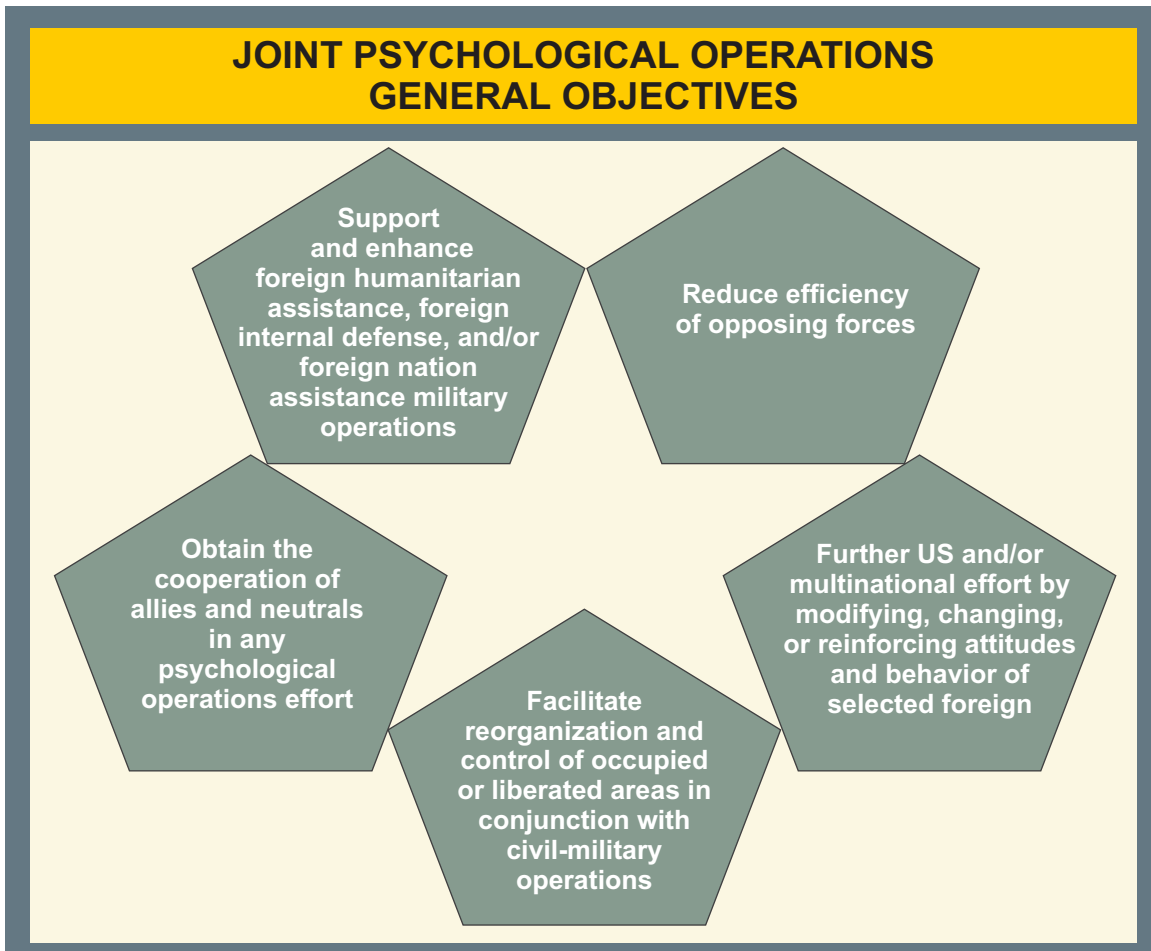 JOINT PSYCHOLOGICAL OPERATIONS
GENERAL OBJECTIVES
Support
and enhance
foreign humanitarian
assistance, foreign
internal defense, and/or
foreign nation
assistance military
operations
Reduce efficiency
of opposing forces
Obtain the
cooperation of
allies and neutrals
in any
psychological
operations effort
Further US and/or
multinational effort by
modifying, changing,
or reinforcing attitudes
and behavior of
selected foreign
Facilitate
reorganization and
control of occupied
or liberated areas in
conjunction with
civil-military
operations